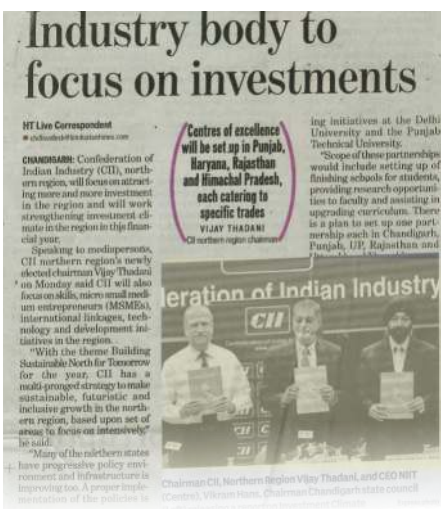 Industry body to
focus on investments
HT Live Correspondent
CHANDIGARH: Confederation of
Indian Industry (CII), north-
ern region, will focus on attract-
ing more and more investment
in the region and will work
strengthening investment cli-
mate in the region in this finan-
cial year.
Speaking to mediapersons,
CII northern region's newly
elected chairman Vijay Thadani
on Monday said CII will also
focus on skills, micro small medi-
um entrepreneurs (MSMEs),
international linkages, tech-
nology and development ini-
tiatives in the region.
"With the theme Building
Sustainable North for Tomorrow
for the year, CII has a
multi-pronged strategy to make
sustainable, futuristic and
inclusive growth in the north-
ern region, based upon set of
areas to focus on intensively,"
he said.
"Many of the northern states
have progressive policy envi-
ronment and infrastructure is
improving too. A proper imple-
mentation of the policies is
Centres of excellence
will be set up in Punjab,
Haryana, Rajasthan
and Himachal Pradesh,
each catering to
specific trades
VIJAY THADANI
CII northern region chairman
ing initiatives at the Delhi
University and the Punjab
Technical University.
"Scope of these partnerships
would include setting up of
finishing schools for students,
providing research opportuni-
ties to faculty and assisting in
upgrading curriculum. There
is a plan to set up one part-
nership each in Chandigarh,
Punjab, UP, Rajasthan and
leration of Indian Industry
CII
Chairman CII, Northern Region Vijay Thadani, and CEO NIIT
(Centre), Vikram Hans, Chairman Chandigarh state council